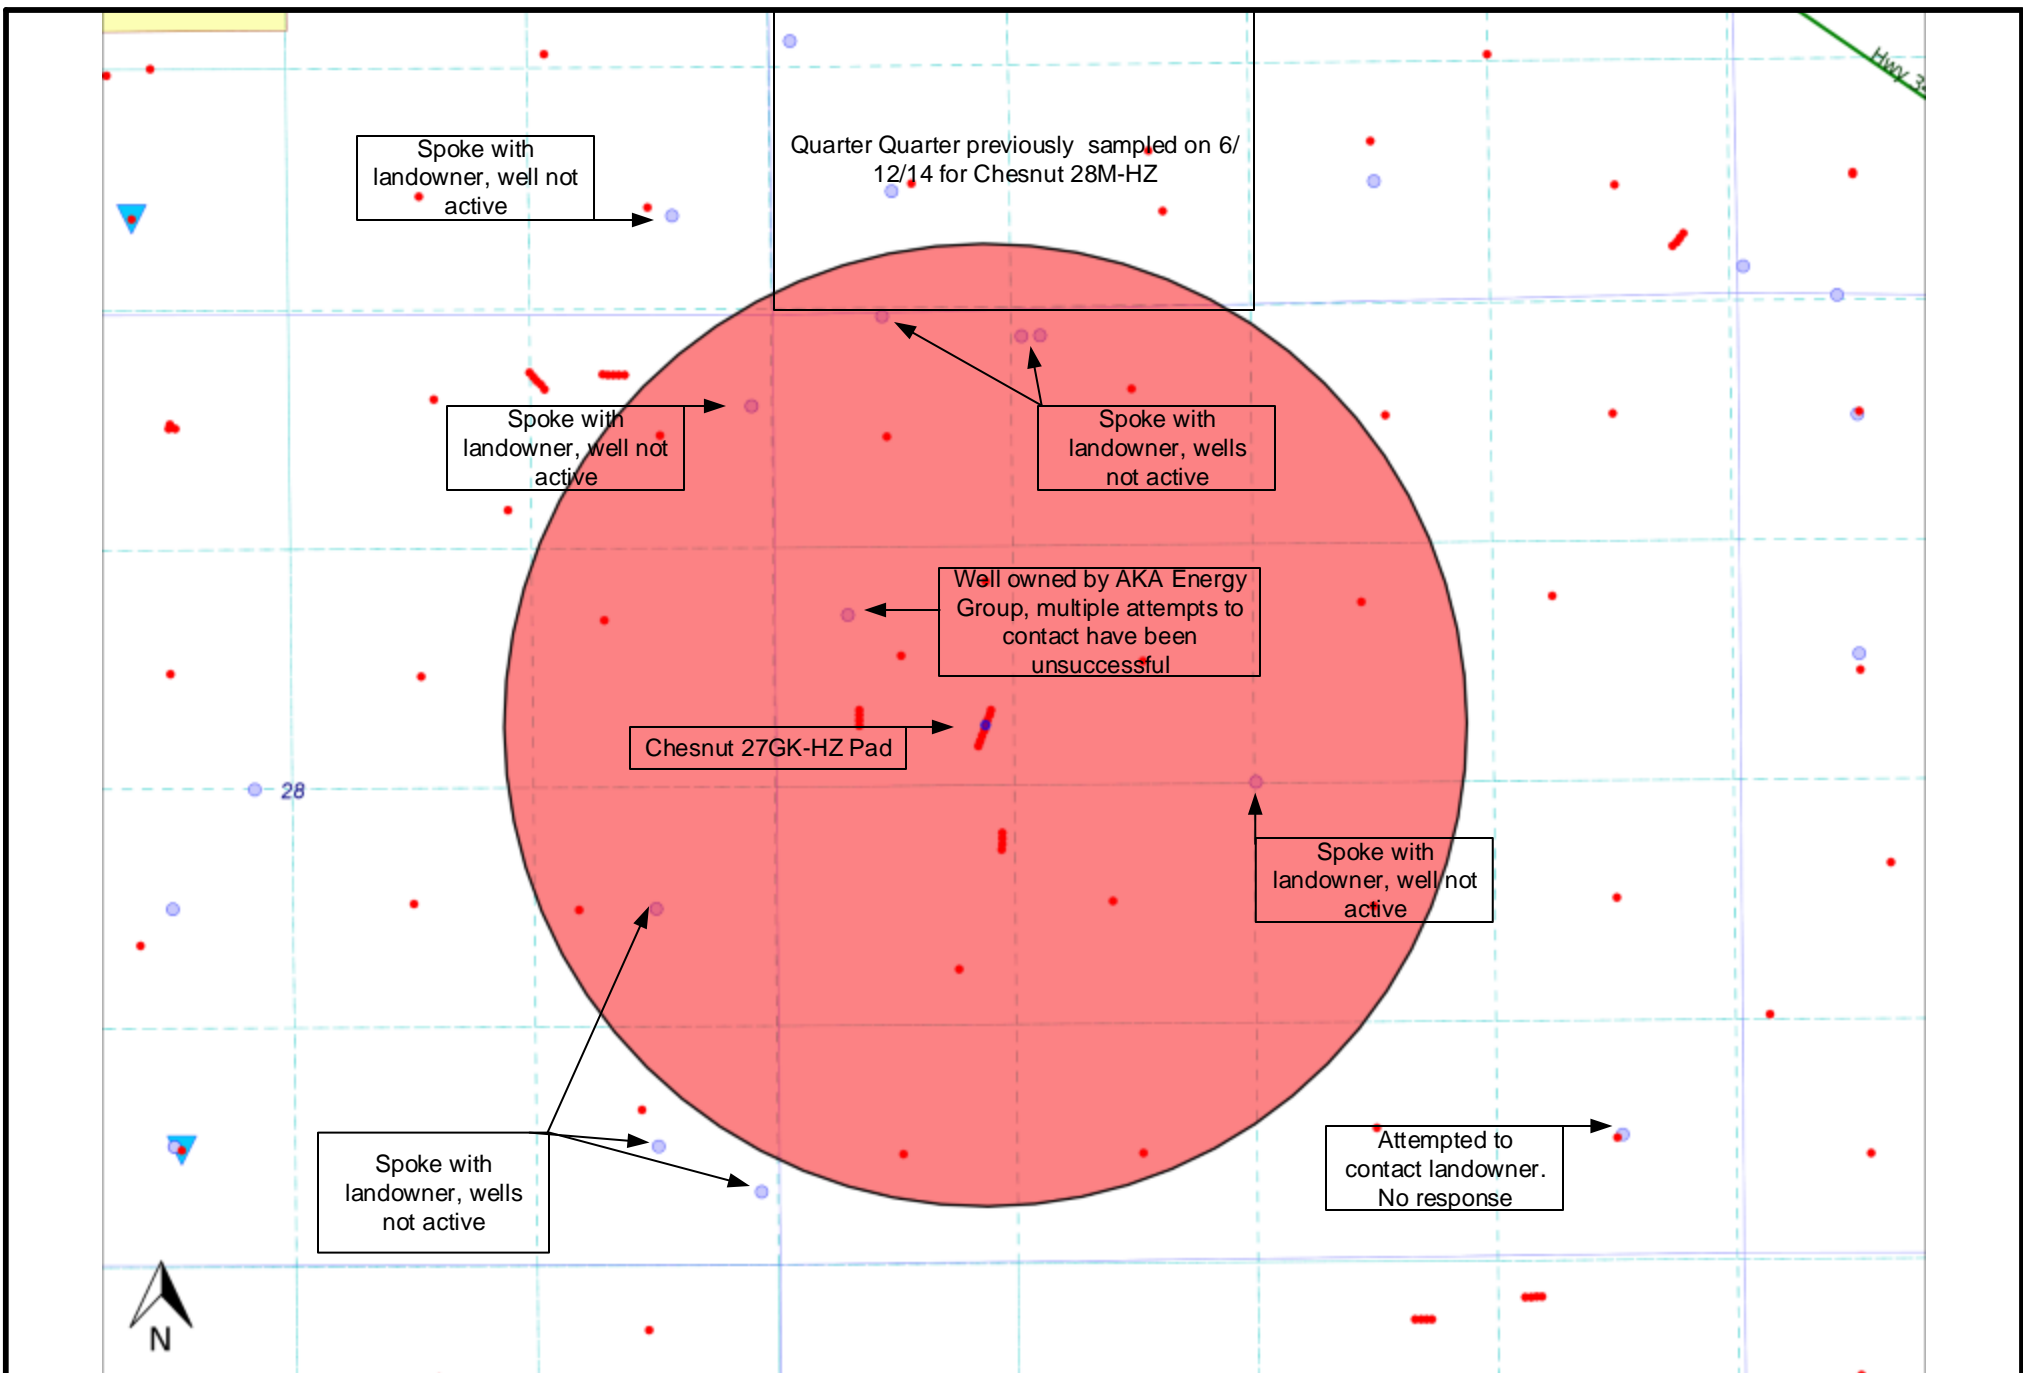 Hwy 34
Spoke with
landowner, well not
active
Quarter Quarter previously sampled on 6/
12/14 for Chesnut 28M-HZ
Spoke with
landowner, well not
active
Spoke with
landowner, wells
not active
Well owned by AKA Energy
Group, multiple attempts to
contact have been
unsuccessful
Chesnut 27GK-HZ Pad
28
Spoke with
landowner, well not
active
Spoke with
landowner, wells
not active
Attempted to
contact landowner.
No response
N